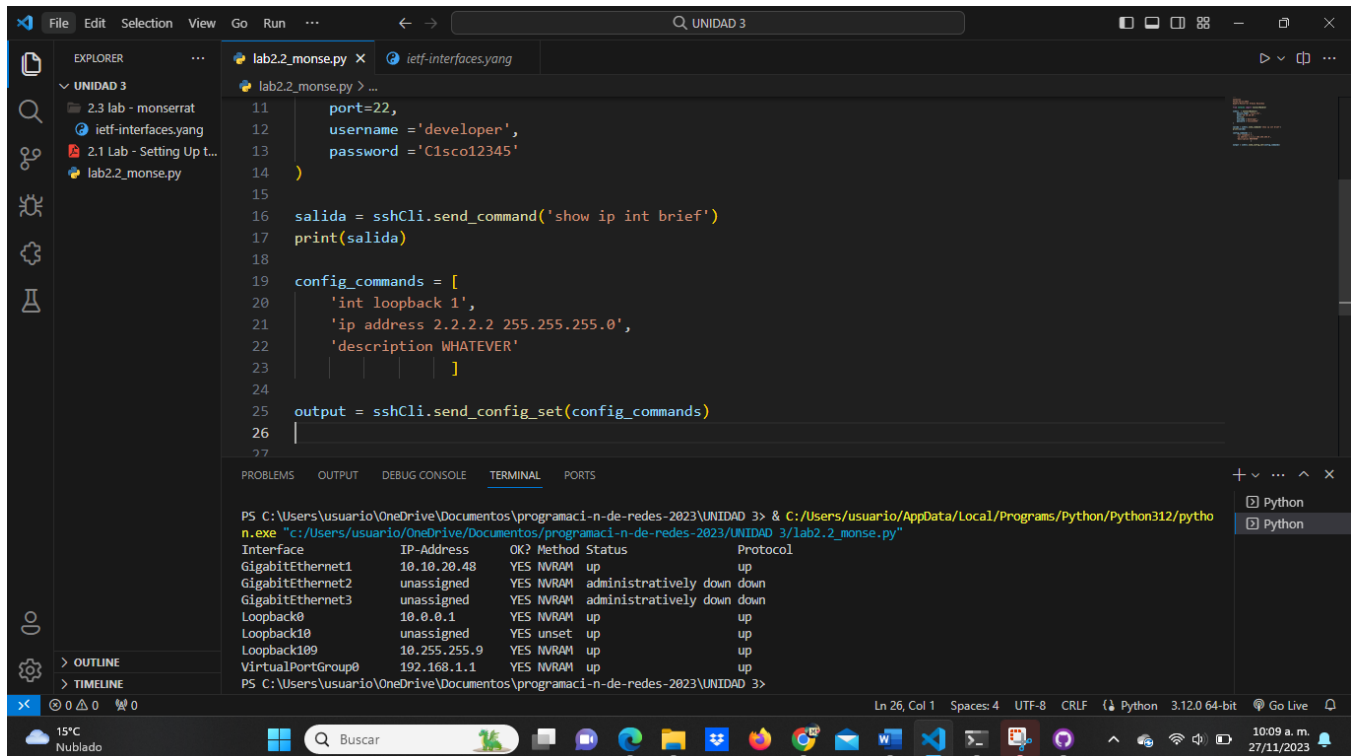 File Edit Selection View Go Run ··· UNIDAD 3
EXPLORER ···
UNIDAD 3
2.3 lab - monserrat
ietf-interfaces.yang
2.1 Lab - Setting Up t...
lab2.2_monse.py
OUTLINE
TIMELINE
lab2.2_monse.py ietf-interfaces.yang
lab2.2_monse.py > ...
11 port=22,
12 username ='developer',
13 password ='C1sco12345'
14 )
15
16 salida = sshCli.send_command('show ip int brief')
17 print(salida)
18
19 config_commands = [
20 'int loopback 1',
21 'ip address 2.2.2.2 255.255.255.0',
22 'description WHATEVER'
23 ]
24
25 output = sshCli.send_config_set(config_commands)
26
27
PROBLEMS OUTPUT DEBUG CONSOLE TERMINAL PORTS
PS C:\Users\usuario\OneDrive\Documentos\programaci-n-de-redes-2023\UNIDAD 3> & C:/Users/usuario/AppData/Local/Programs/Python/Python312/pytho
n.exe "c:/Users/usuario/OneDrive/Documentos/programaci-n-de-redes-2023/UNIDAD 3/lab2.2_monse.py"
Interface IP-Address OK? Method Status Protocol
GigabitEthernet1 10.10.20.48 YES NVRAM up up
GigabitEthernet2 unassigned YES NVRAM administratively down down
GigabitEthernet3 unassigned YES NVRAM administratively down down
Loopback0 10.0.0.1 YES NVRAM up up
Loopback10 unassigned YES unset up up
Loopback109 10.255.255.9 YES NVRAM up up
VirtualPortGroup0 192.168.1.1 YES NVRAM up up
PS C:\Users\usuario\OneDrive\Documentos\programaci-n-de-redes-2023\UNIDAD 3>
Python
Python
0 0 0 Ln 26, Col 1 Spaces: 4 UTF-8 CRLF Python 3.12.0 64-bit Go Live
15°C
Nublado
Buscar
10:09 a. m.
27/11/2023